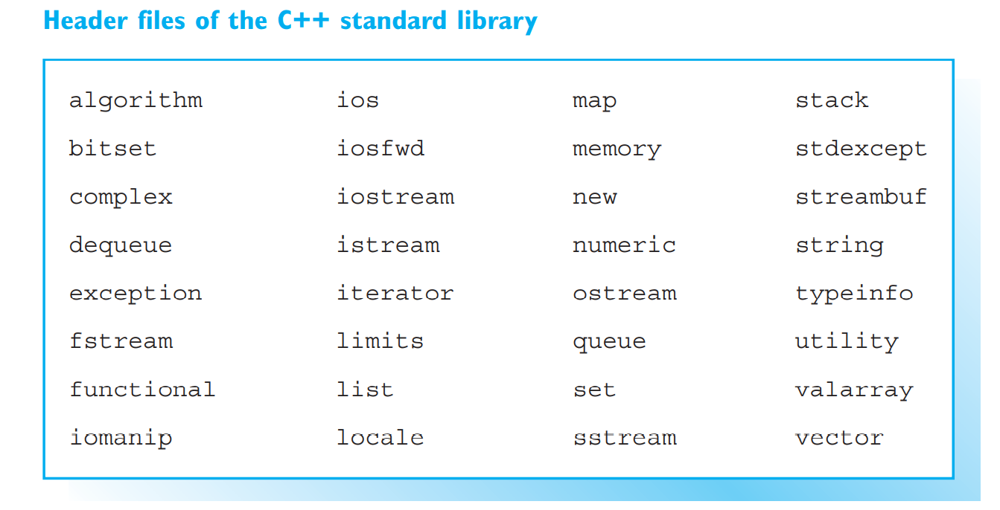 Header files of the C++ standard library
algorithm ios map stack
bitset iosfwd memory stdexcept
complex iostream new streambuf
dequeue istream numeric string
exception iterator ostream typeinfo
fstream limits queue utility
functional list set valarray
iomanip locale sstream vector